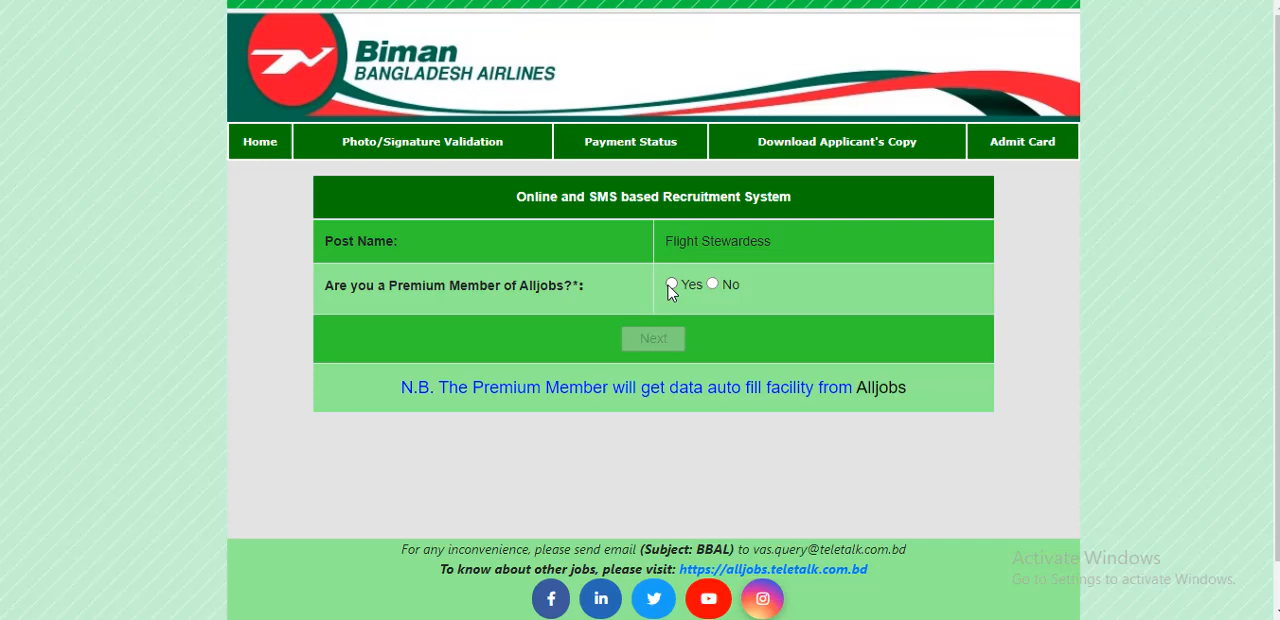 Biman
BANGLADESH AIRLINES
Home Photo/Signature Validation Payment Status Download Applicant's Copy Admit Card
Online and SMS based Recruitment System
Post Name: Flight Stewardess
Are you a Premium Member of Alljobs?*: Yes No
Next
N.B. The Premium Member will get data auto fill facility from Alljobs
For any inconvenience, please send email (Subject: BBAL) to vas.query@teletalk.com.bd
To know about other jobs, please visit: https://alljobs.teletalk.com.bd
Activate Windows
Go to Settings to activate Windows.